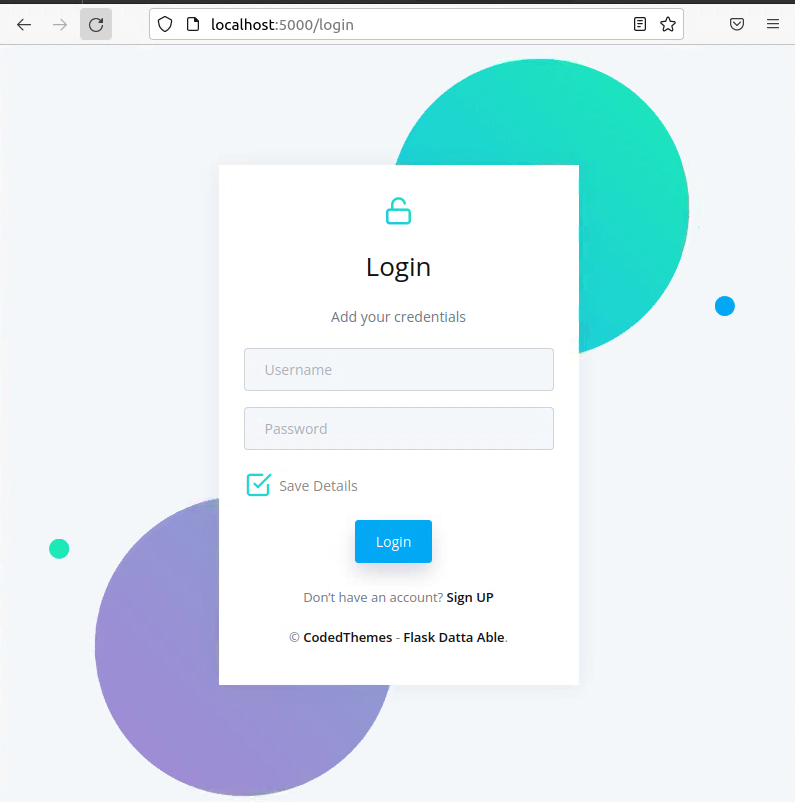 localhost:5000/login
Login
Add your credentials
Username
Password
Save Details
Login
Don’t have an account? Sign UP
© CodedThemes - Flask Datta Able.